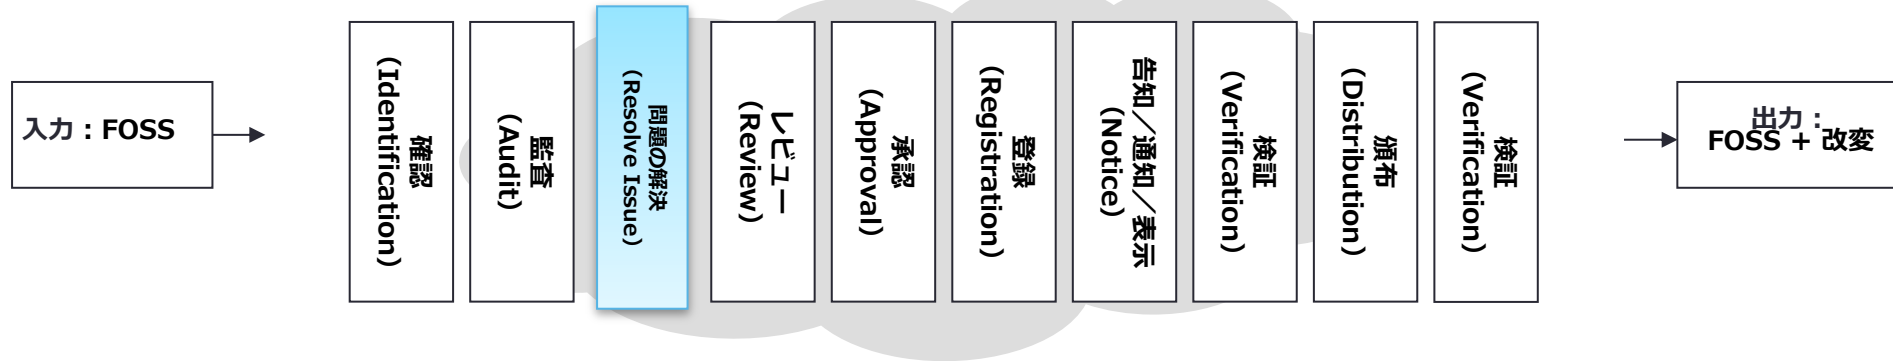 入力：FOSS
確認
(Identification)
監査
(Audit)
問題の解決
(Resolve Issue)
レビュー
(Review)
承認
(Approval)
登録
(Registration)
告知／通知／表示
(Notice)
検証
(Verification)
頒布
(Distribution)
検証
(Verification)
出力：
FOSS + 改変